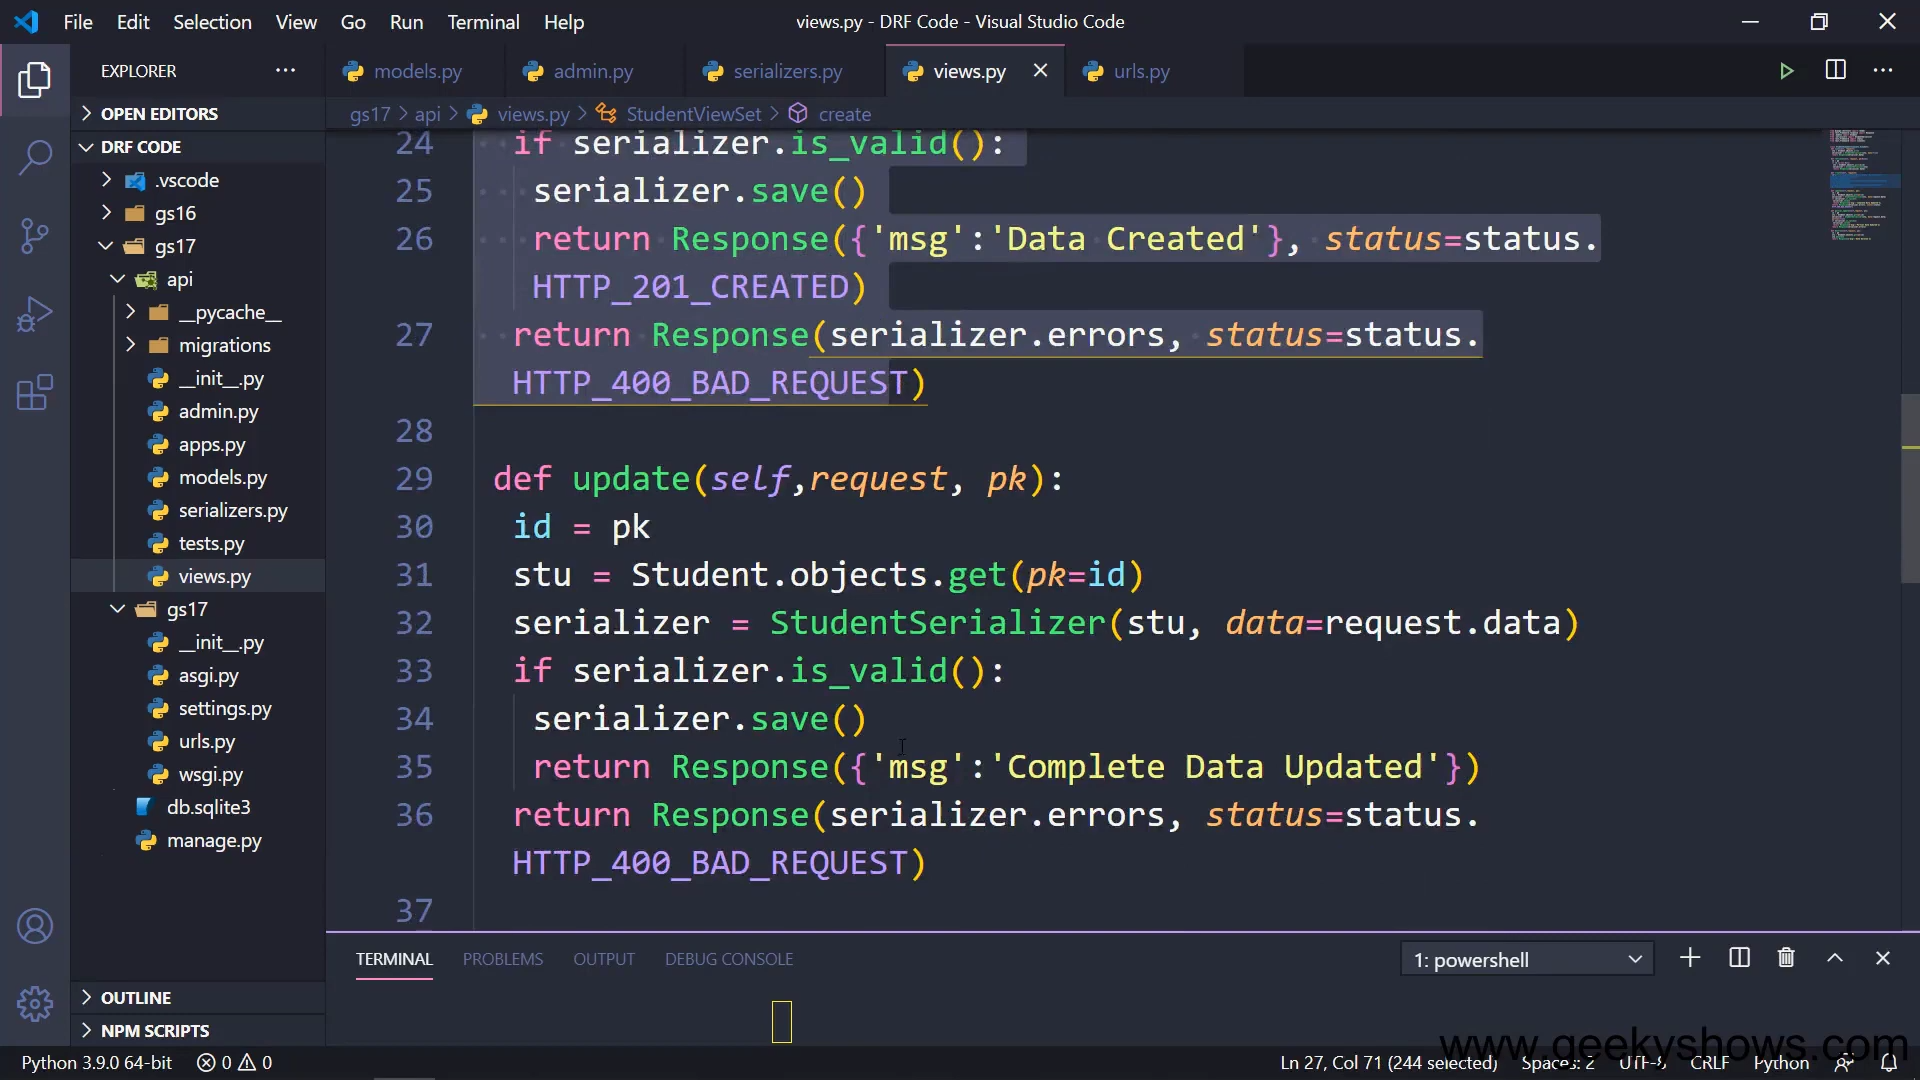 File Edit Selection View Go Run Terminal Help views.py - DRF Code - Visual Studio Code
EXPLORER
OPEN EDITORS
DRF CODE
.vscode
gs16
gs17
api
__pycache__
migrations
__init__.py
admin.py
apps.py
models.py
serializers.py
tests.py
views.py
gs17
__init__.py
asgi.py
settings.py
urls.py
wsgi.py
db.sqlite3
manage.py
OUTLINE
NPM SCRIPTS
models.py admin.py serializers.py views.py urls.py
gs17 > api > views.py > StudentViewSet > create
24 if serializer.is_valid():
25 serializer.save()
26 return Response({'msg':'Data Created'}, status=status.
HTTP_201_CREATED)
27 return Response(serializer.errors, status=status.
HTTP_400_BAD_REQUEST)
28
29 def update(self,request, pk):
30 id = pk
31 stu = Student.objects.get(pk=id)
32 serializer = StudentSerializer(stu, data=request.data)
33 if serializer.is_valid():
34 serializer.save()
35 return Response({'msg':'Complete Data Updated'})
36 return Response(serializer.errors, status=status.
HTTP_400_BAD_REQUEST)
37
TERMINAL PROBLEMS OUTPUT DEBUG CONSOLE 1: powershell
www.geekyshows.com
Python 3.9.0 64-bit 0 0 Ln 27, Col 71 (244 selected) Spaces: 2 UTF-8 CRLF Python